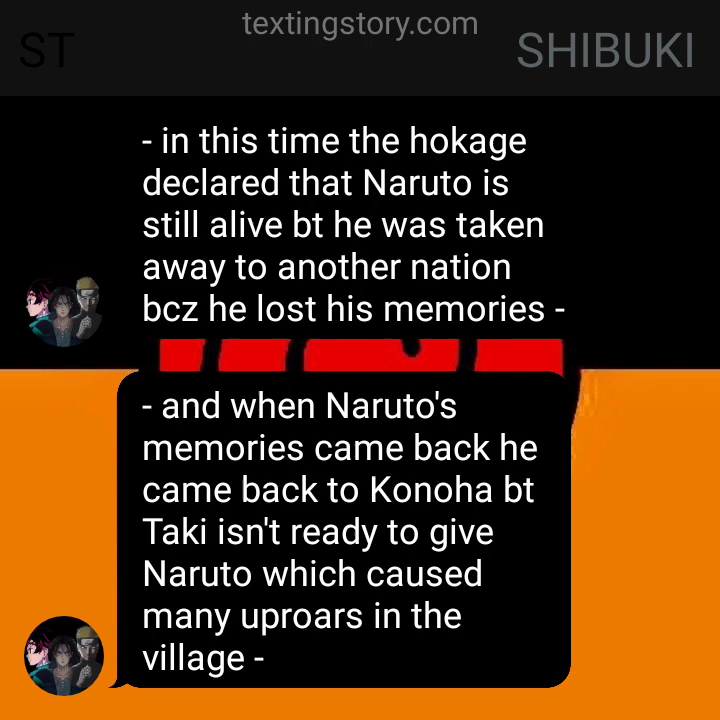 textingstory.com
ST
SHIBUKI
- in this time the hokage
declared that Naruto is
still alive bt he was taken
away to another nation
bcz he lost his memories -
- and when Naruto's
memories came back he
came back to Konoha bt
Taki isn't ready to give
Naruto which caused
many uproars in the
village -